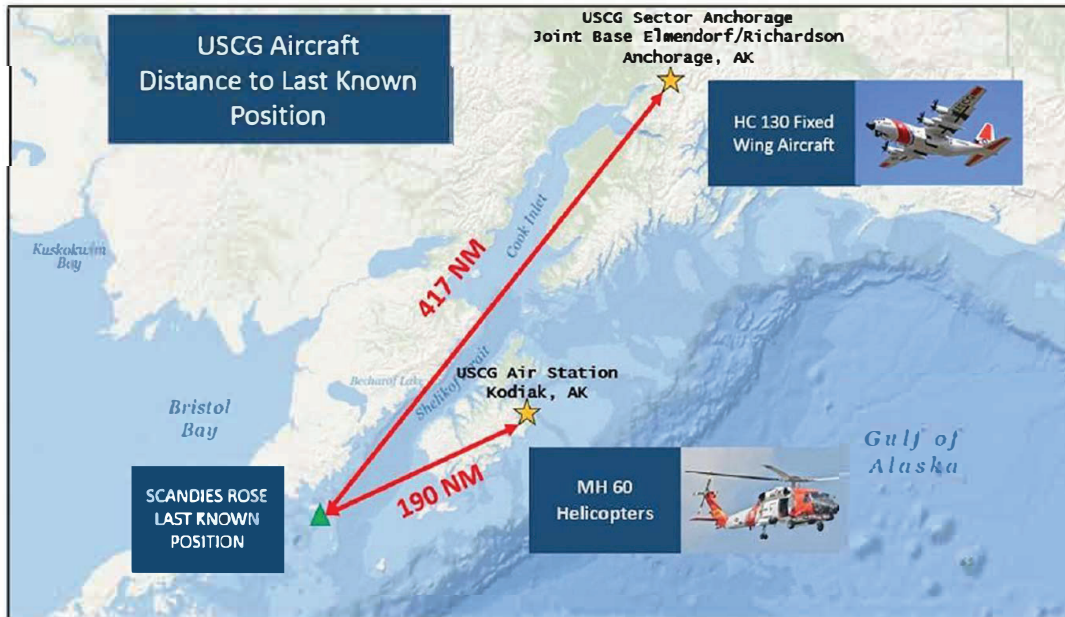 USCG Aircraft
Distance to Last Known
Position
USCG Sector Anchorage
Joint Base Elmendorf/Richardson
Anchorage, AK
HC 130 Fixed
Wing Aircraft
Kuskokwim
Bay
Cook Inlet
417 NM
Becharof Lake
Shelikof Strait
USCG Air Station
Kodiak, AK
Bristol
Bay
190 NM
Gulf of
Alaska
SCANDIES ROSE
LAST KNOWN
POSITION
MH 60
Helicopters